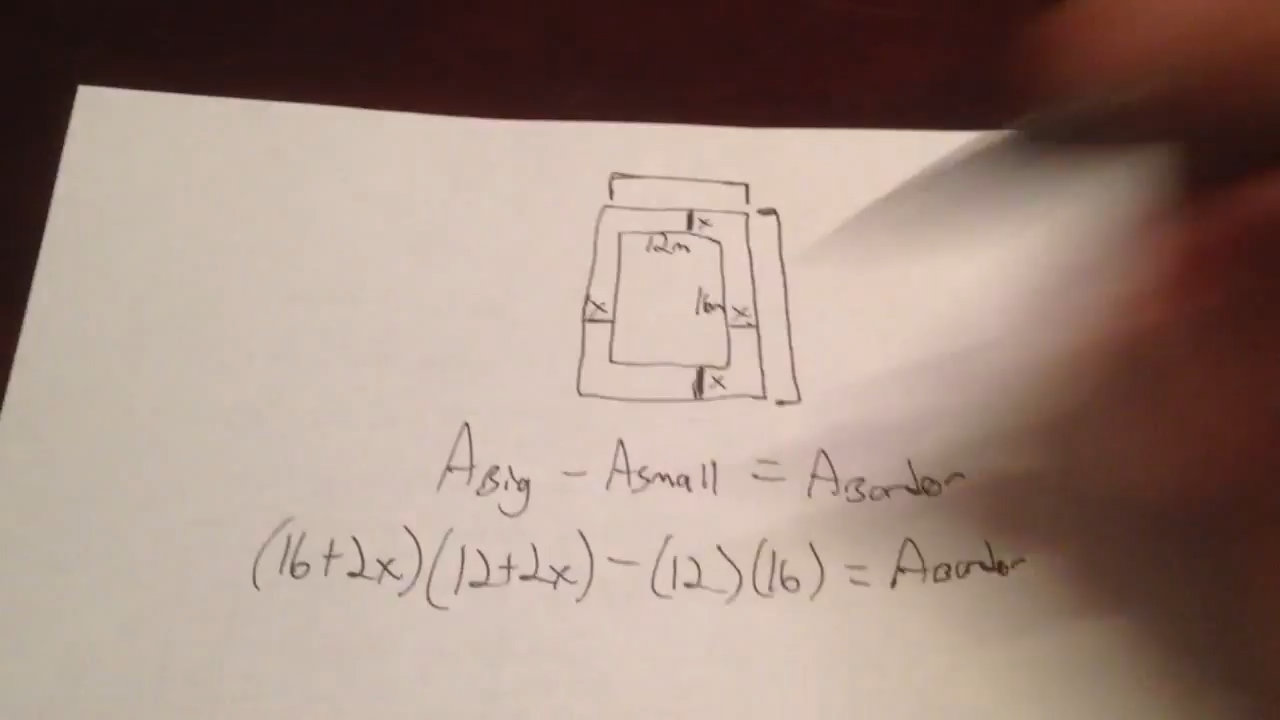 x
12m
x
16m
x
x
ABig - Asmall = ABorder
(16+2x)(12+2x) - (12)(16) = ABorder